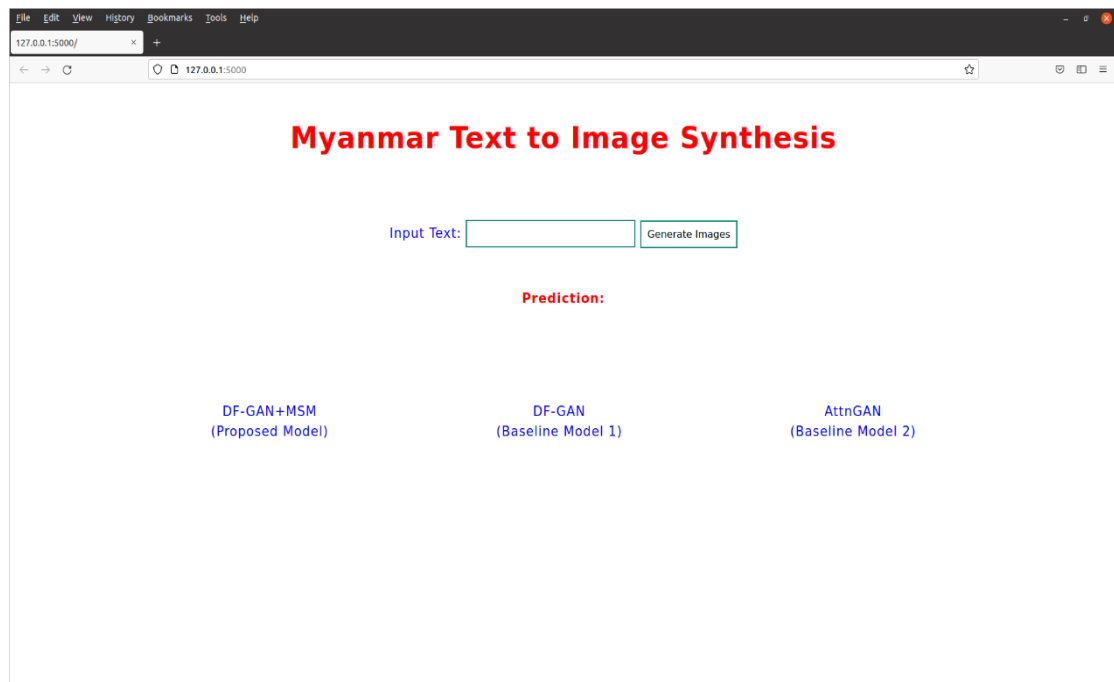 File Edit View History Bookmarks Tools Help
127.0.0.1:5000/
127.0.0.1:5000
Myanmar Text to Image Synthesis
Input Text: Generate Images
Prediction:
DF-GAN+MSM DF-GAN AttnGAN
(Proposed Model) (Baseline Model 1) (Baseline Model 2)